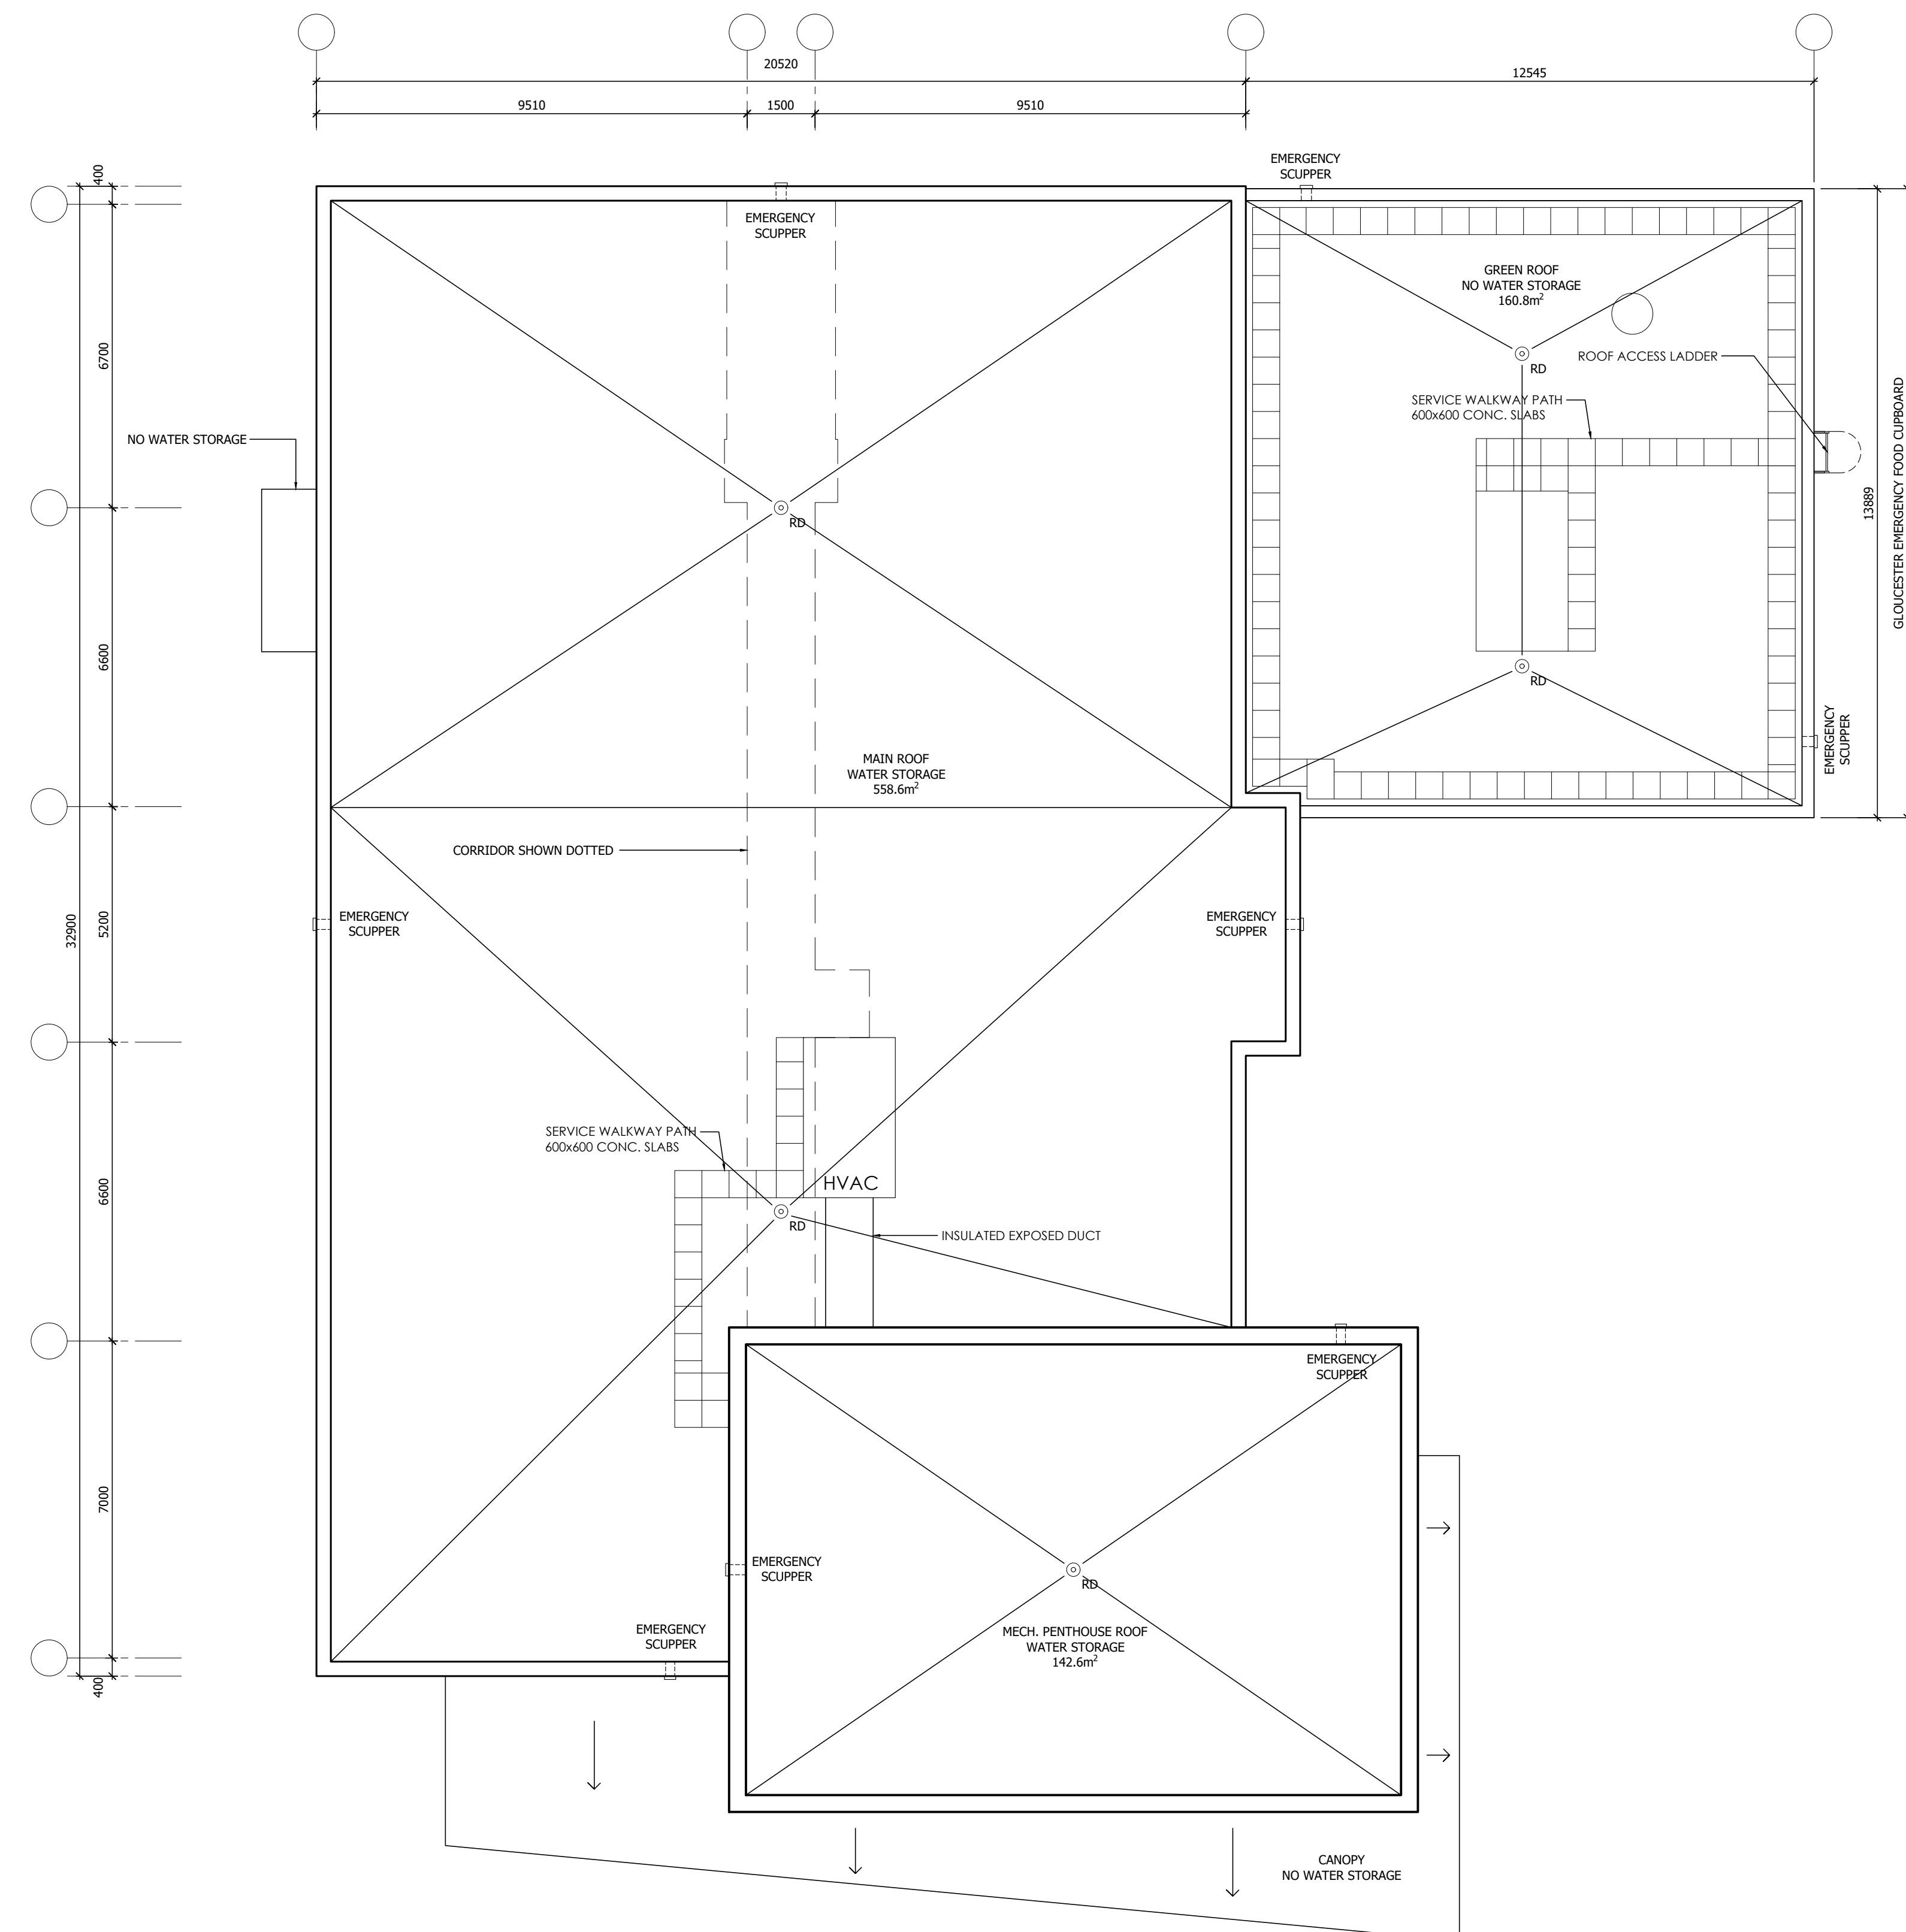 20520
12545
9510
1500
9510
400
EMERGENCY
SCUPPER
EMERGENCY
SCUPPER
6700
GREEN ROOF
NO WATER STORAGE
160.8m²
ROOF ACCESS LADDER
RD
SERVICE WALKWAY PATH
600x600 CONC. SLABS
NO WATER STORAGE
13889
GLOUCESTER EMERGENCY FOOD CUPBOARD
RD
6600
RD
EMERGENCY
SCUPPER
MAIN ROOF
WATER STORAGE
558.6m²
CORRIDOR SHOWN DOTTED
32900
5200
EMERGENCY
SCUPPER
EMERGENCY
SCUPPER
SERVICE WALKWAY PATH
600x600 CONC. SLABS
6600
HVAC
RD
INSULATED EXPOSED DUCT
EMERGENCY
SCUPPER
7000
EMERGENCY
SCUPPER
RD
EMERGENCY
SCUPPER
MECH. PENTHOUSE ROOF
WATER STORAGE
142.6m²
400
CANOPY
NO WATER STORAGE